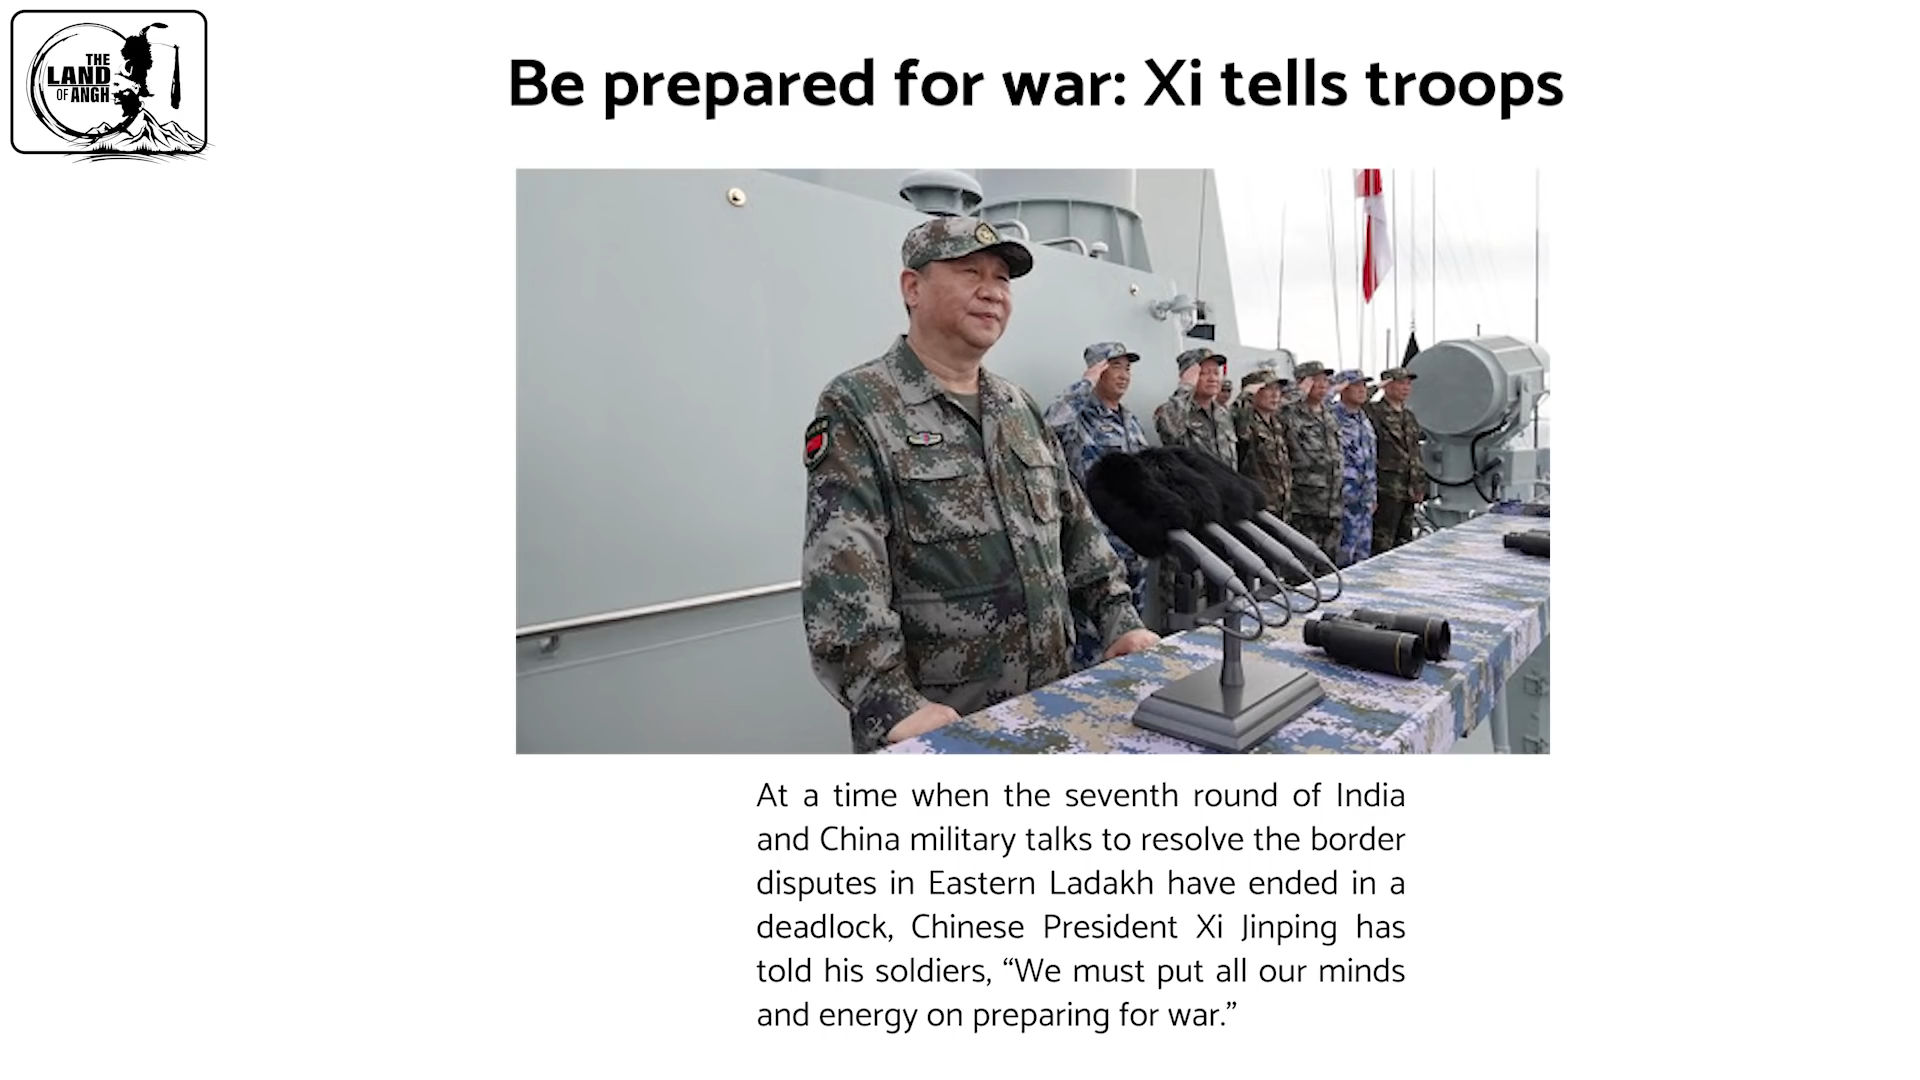 THE
LAND
OF ANGH
Be prepared for war: Xi tells troops
At a time when the seventh round of India
and China military talks to resolve the border
disputes in Eastern Ladakh have ended in a
deadlock, Chinese President Xi Jinping has
told his soldiers, “We must put all our minds
and energy on preparing for war.”